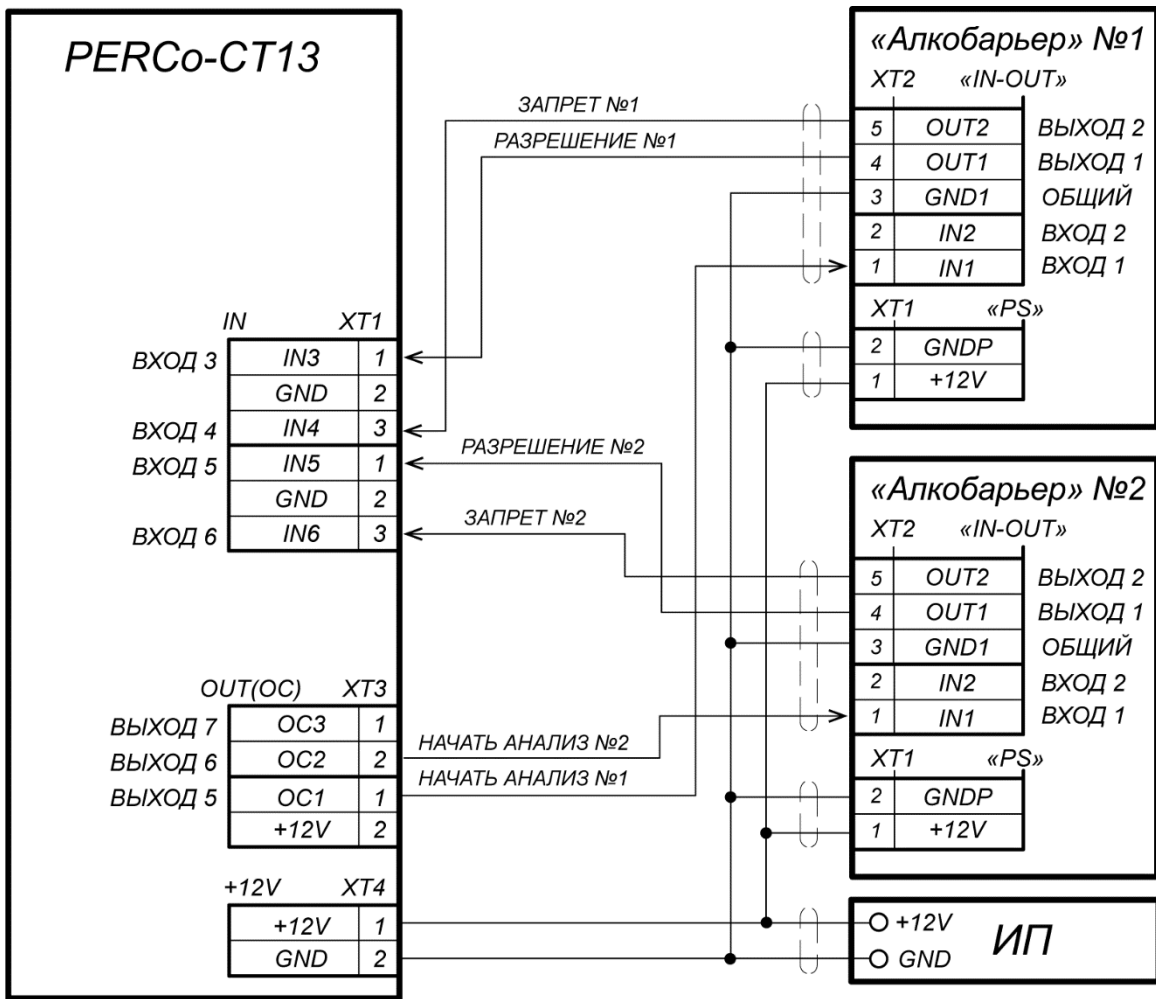 PERCo-CT13
«Алкобарьер» №1
XT2 «IN-OUT»
5 OUT2 ВЫХОД 2
4 OUT1 ВЫХОД 1
3 GND1 ОБЩИЙ
2 IN2 ВХОД 2
1 IN1 ВХОД 1
XT1 «PS»
2 GNDP
1 +12V
ЗАПРЕТ №1
РАЗРЕШЕНИЕ №1
IN XT1
ВХОД 3 IN3 1
GND 2
ВХОД 4 IN4 3
ВХОД 5 IN5 1
GND 2
ВХОД 6 IN6 3
РАЗРЕШЕНИЕ №2
ЗАПРЕТ №2
«Алкобарьер» №2
XT2 «IN-OUT»
5 OUT2 ВЫХОД 2
4 OUT1 ВЫХОД 1
3 GND1 ОБЩИЙ
2 IN2 ВХОД 2
1 IN1 ВХОД 1
XT1 «PS»
2 GNDP
1 +12V
OUT(OC) XT3
ВЫХОД 7 OC3 1
ВЫХОД 6 OC2 2
ВЫХОД 5 OC1 1
+12V 2
НАЧАТЬ АНАЛИЗ №2
НАЧАТЬ АНАЛИЗ №1
+12V XT4
+12V 1
GND 2
+12V
GND
ИП